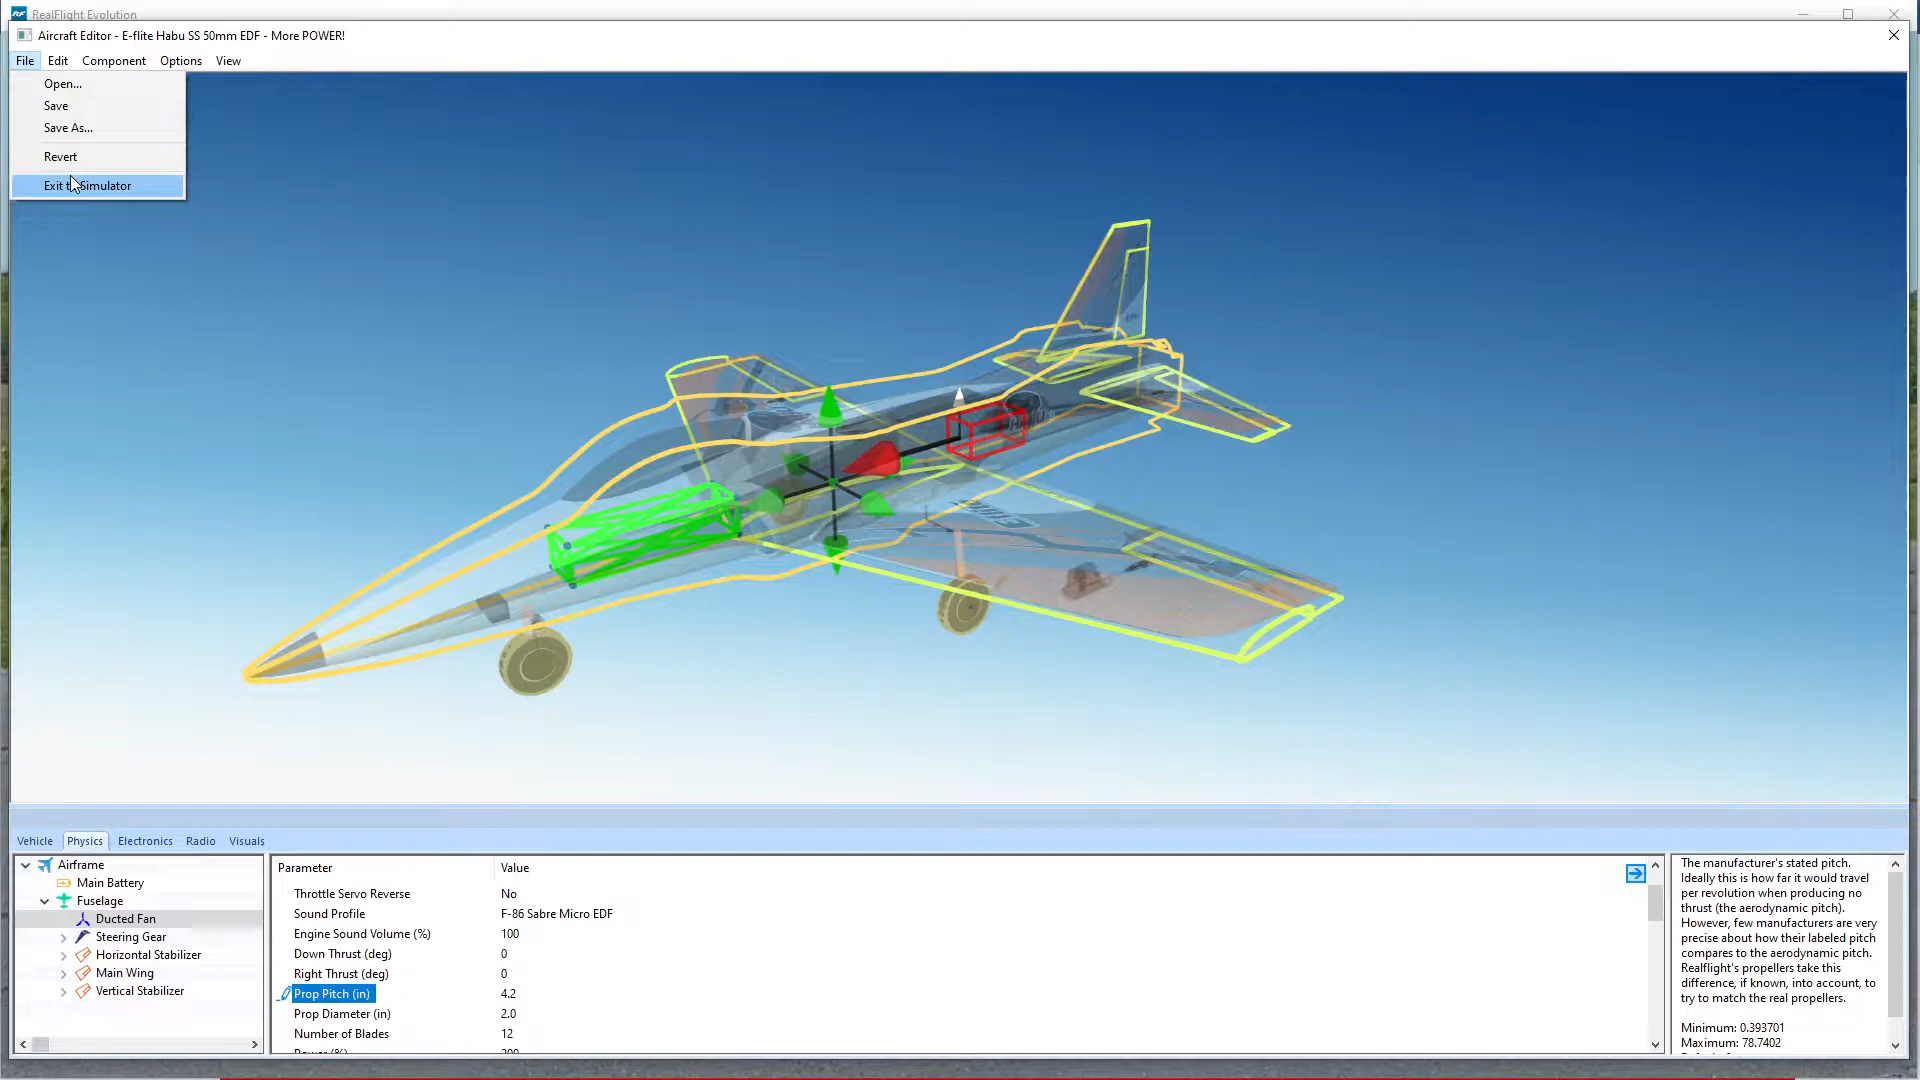 RF RealFlight Evolution
Aircraft Editor - E-flite Habu SS 50mm EDF - More POWER!
File Edit Component Options View
Open...
Save
Save As...
Revert
Exit to Simulator
Vehicle Physics Electronics Radio Visuals
Airframe
Main Battery
Fuselage
Ducted Fan
Steering Gear
Horizontal Stabilizer
Main Wing
Vertical Stabilizer
Parameter Value
Throttle Servo Reverse No
Sound Profile F-86 Sabre Micro EDF
Engine Sound Volume (%) 100
Down Thrust (deg) 0
Right Thrust (deg) 0
Prop Pitch (in) 4.2
Prop Diameter (in) 2.0
Number of Blades 12
Power (%) 200
The manufacturer's stated pitch.
Ideally this is how far it would travel
per revolution when producing no
thrust (the aerodynamic pitch).
However, few manufacturers are very
precise about how their labeled pitch
compares to the aerodynamic pitch.
Realflight's propellers take this
difference, if known, into account, to
try to match the real propellers.
Minimum: 0.393701
Maximum: 78.7402